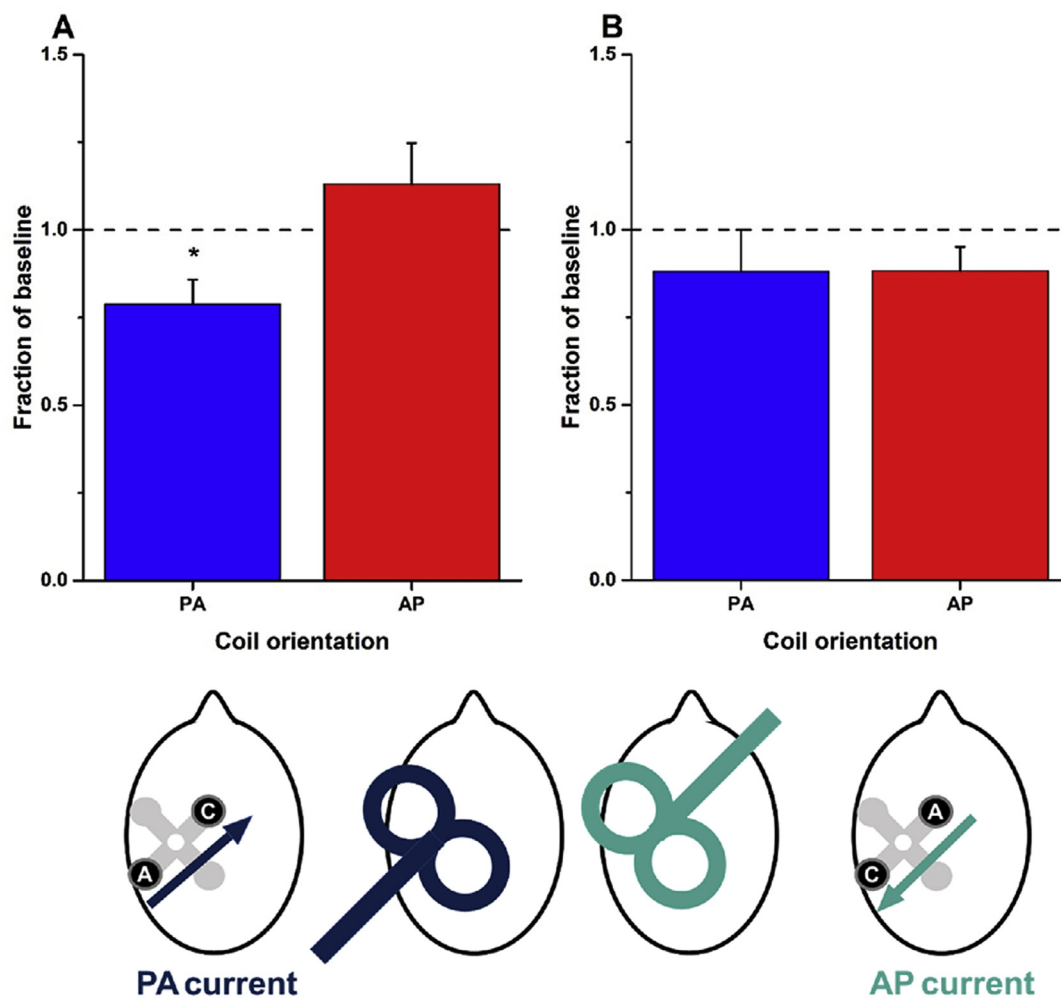 A
B
1.5
1.0
0.5
0.0
Fraction of baseline
*
PA
AP
Coil orientation
1.5
1.0
0.5
0.0
Fraction of baseline
PA
AP
Coil orientation
C
A
A
C
PA current
AP current